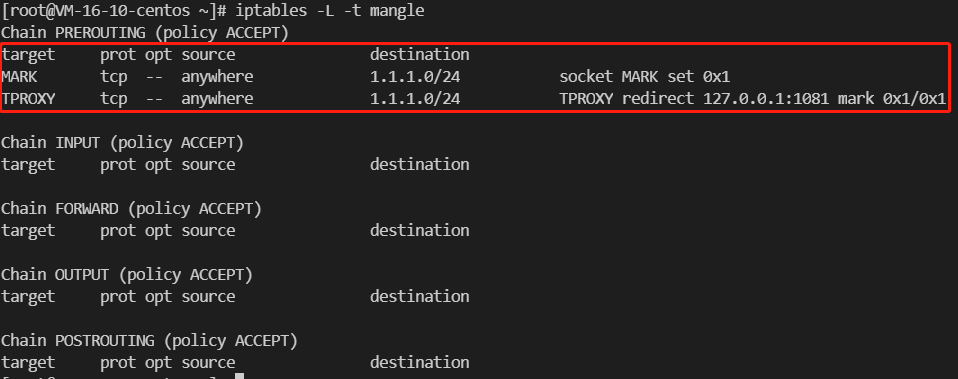 [root@VM-16-10-centos ~]# iptables -L -t mangle
Chain PREROUTING (policy ACCEPT)
target     prot opt source               destination
MARK       tcp  --  anywhere             1.1.1.0/24           socket MARK set 0x1
TPROXY     tcp  --  anywhere             1.1.1.0/24           TPROXY redirect 127.0.0.1:1081 mark 0x1/0x1
Chain INPUT (policy ACCEPT)
target     prot opt source               destination
Chain FORWARD (policy ACCEPT)
target     prot opt source               destination
Chain OUTPUT (policy ACCEPT)
target     prot opt source               destination
Chain POSTROUTING (policy ACCEPT)
target     prot opt source               destination